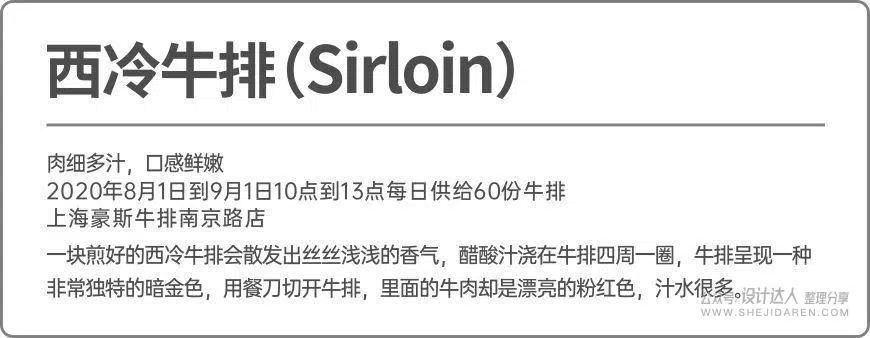 西冷牛排（Sirloin）
肉细多汁，口感鲜嫩
2020年8月1日到9月1日10点到13点每日供给60份牛排
上海豪斯牛排南京路店
一块煎好的西冷牛排会散发出丝丝浅浅的香气，醋酸汁浇在牛排四周一圈，牛排呈现一种
非常独特的暗金色，用餐刀切开牛排，里面的牛肉却是漂亮的粉红色，汁水很多。
公众号：设计达人 整理分享
WWW.SHEJIDAREN.COM